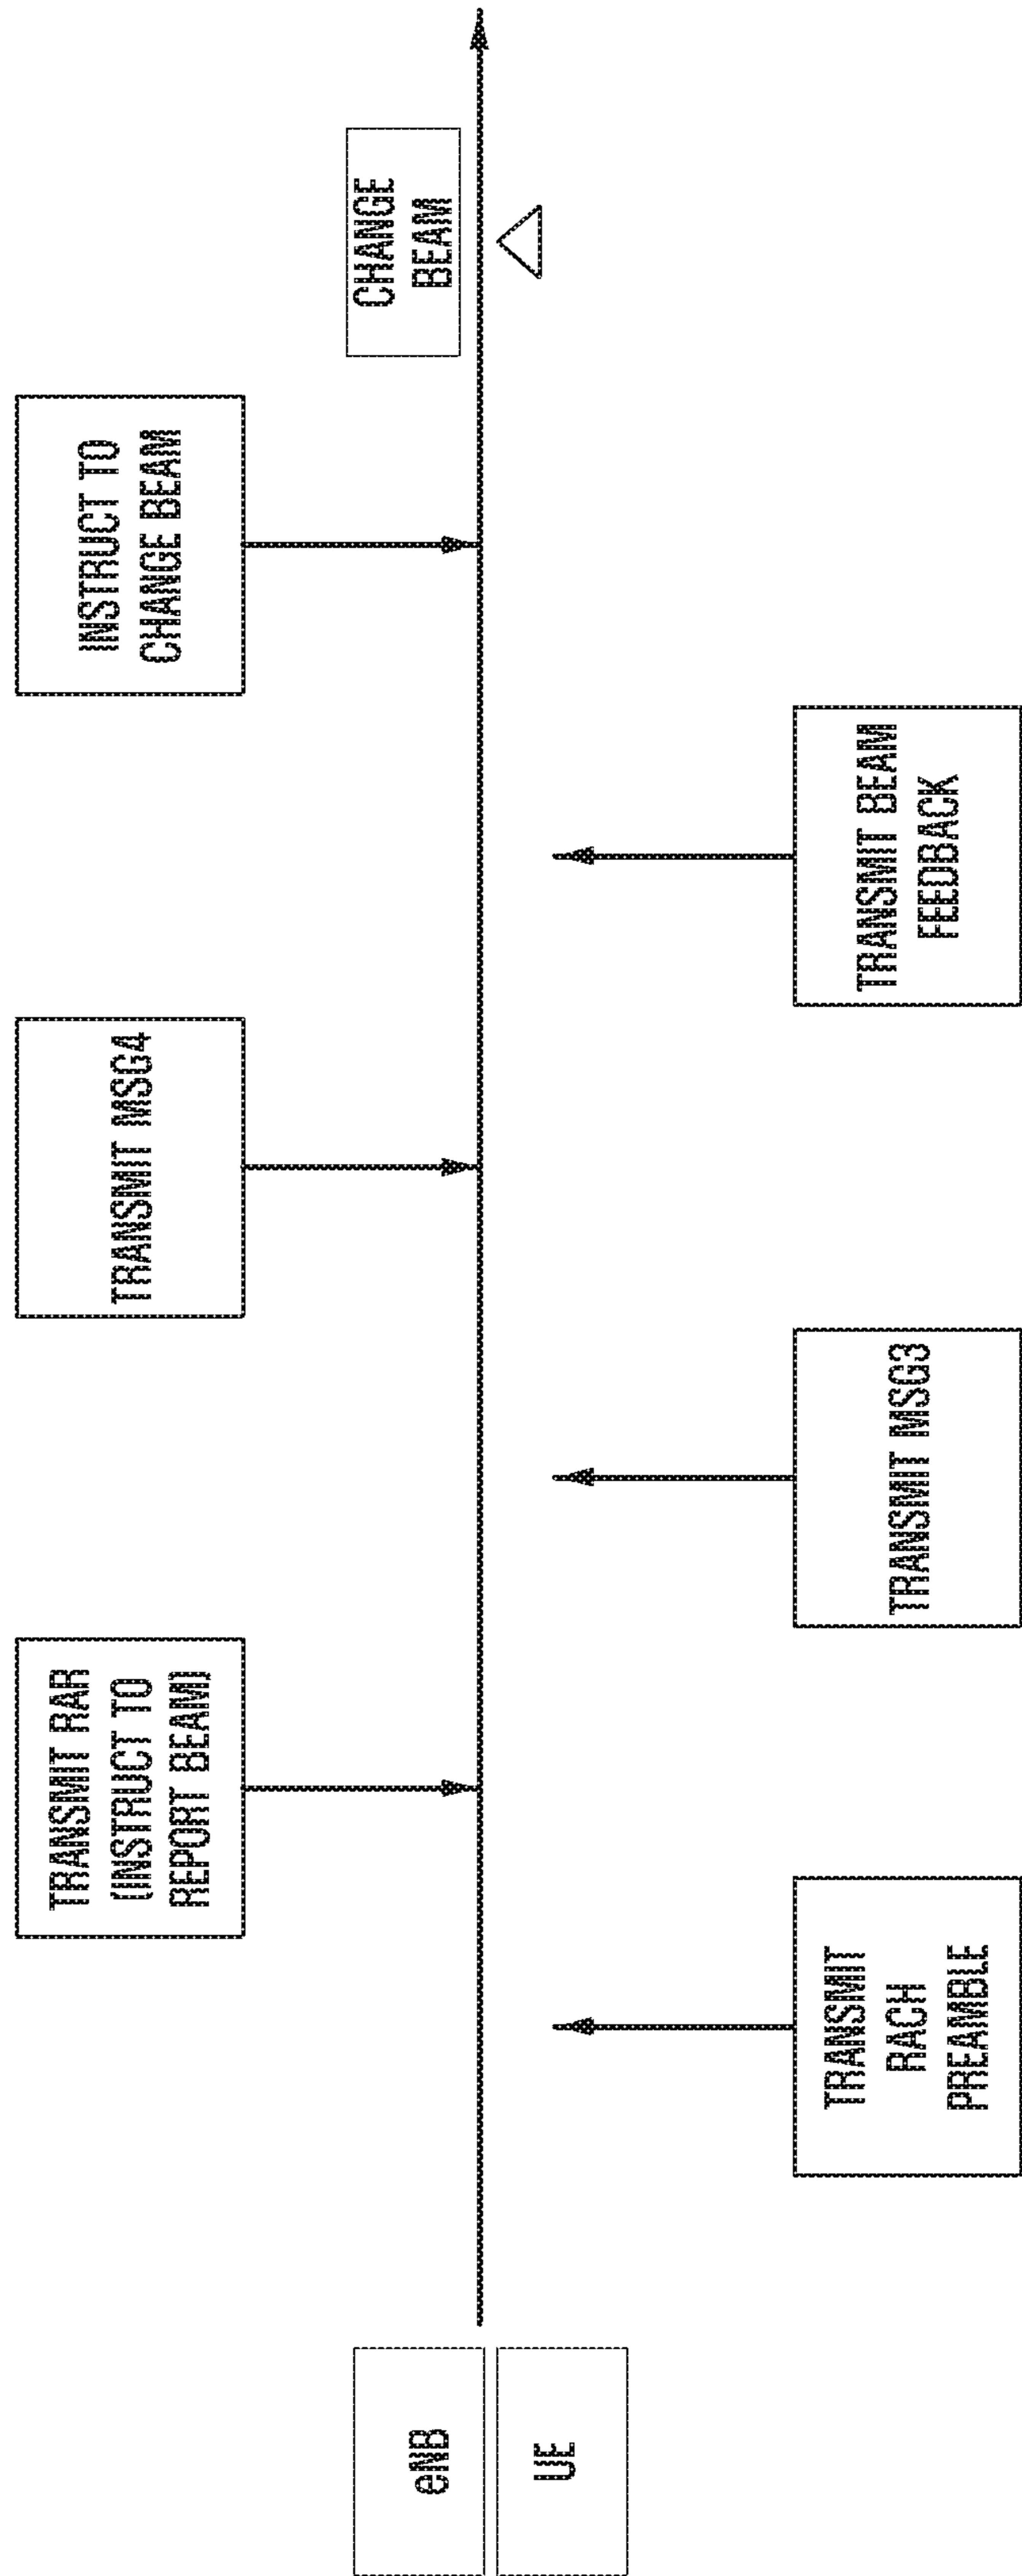 eNB
UE
TRANSMIT
RACH
PREAMBLE
TRANSMIT RAR
(INSTRUCT TO
REPORT BEAM)
TRANSMIT MSG3
TRANSMIT MSG4
TRANSMIT BEAM
FEEDBACK
INSTRUCT TO
CHANGE BEAM
CHANGE
BEAM